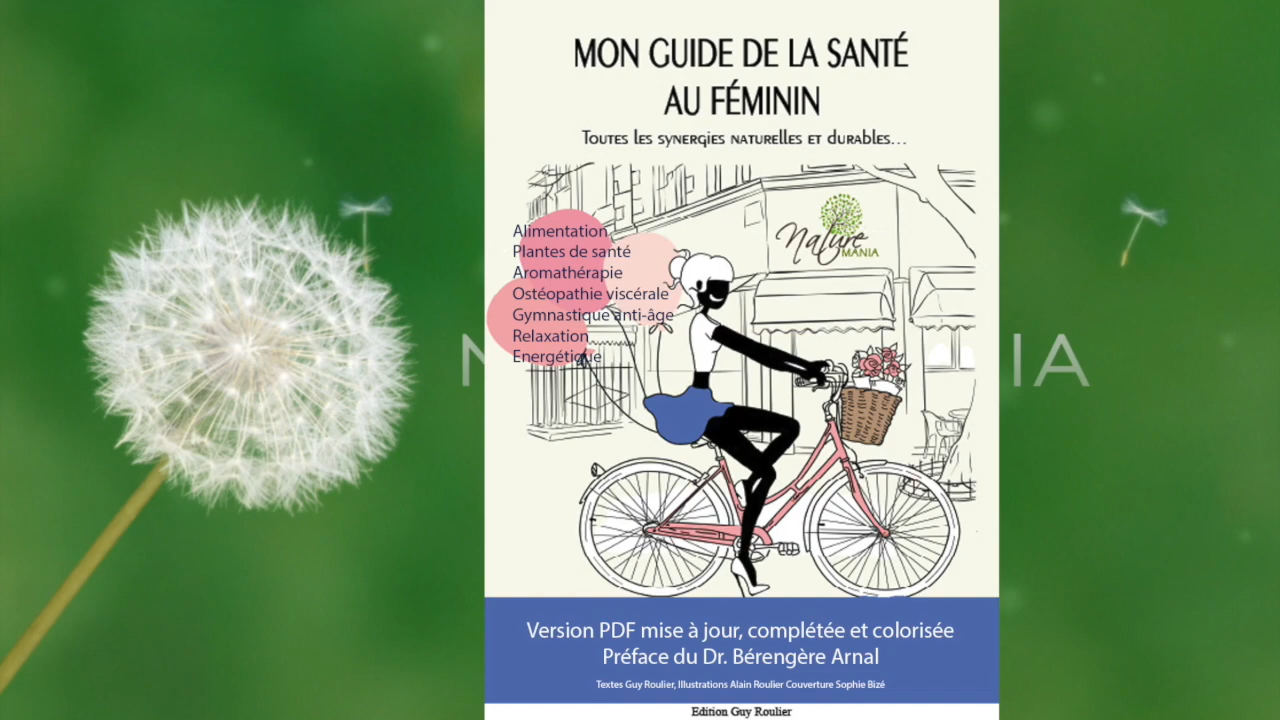 MON GUIDE DE LA SANTÉ
AU FÉMININ
Toutes les synergies naturelles et durables...
Nature
MANIA
Alimentation
Plantes de santé
Aromathérapie
Ostéopathie viscérale
Gymnastique anti-âge
Relaxation
Energétique
Version PDF mise à jour, complétée et colorisée
Préface du Dr. Bérengère Arnal
Textes Guy Roulier, Illustrations Alain Roulier Couverture Sophie Bizé
Edition Guy Roulier